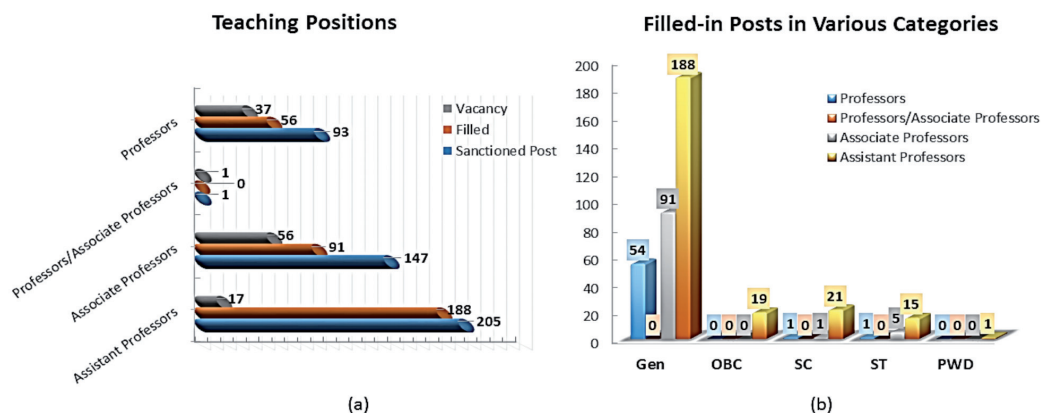 Teaching Positions
Vacancy
Filled
Sanctioned Post
Professors
37
56
93
Professors/Associate Professors
1
0
1
Associate Professors
56
91
147
Assistant Professors
17
188
205
(a)
Filled-in Posts in Various Categories
Professors
Professors/Associate Professors
Associate Professors
Assistant Professors
200
180
160
140
120
100
80
60
40
20
0
54
0
91
188
0
0
0
19
1
0
1
21
1
0
5
15
0
0
0
1
Gen
OBC
SC
ST
PWD
(b)